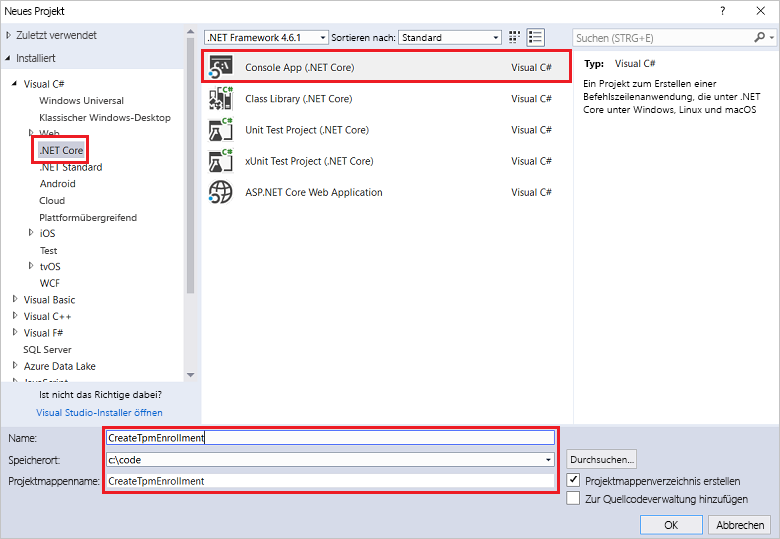 Neues Projekt
? 
Zuletzt verwendet
.NET Framework 4.6.1 Sortieren nach: Standard
Suchen (STRG+E)
Installiert
Visual C#
Windows Universal
Klassischer Windows-Desktop
Web
.NET Core
.NET Standard
Android
Cloud
Plattformübergreifend
iOS
Test
tvOS
WCF
Visual Basic
Visual C++
Visual F#
SQL Server
Azure Data Lake
JavaScript
Ist nicht das Richtige dabei?
Visual Studio-Installer öffnen
C:\ Console App (.NET Core) Visual C#
C# Class Library (.NET Core) Visual C#
C# Unit Test Project (.NET Core) Visual C#
C# xUnit Test Project (.NET Core) Visual C#
ASP.NET Core Web Application Visual C#
Typ: Visual C#
Ein Projekt zum Erstellen einer
Befehlszeilenanwendung, die unter .NET
Core unter Windows, Linux und macOS
Name: CreateTpmEnrollment
Speicherort: c:\code
Durchsuchen...
Projektmappenname: CreateTpmEnrollment
Projektmappenverzeichnis erstellen
Zur Quellcodeverwaltung hinzufügen
OK Abbrechen